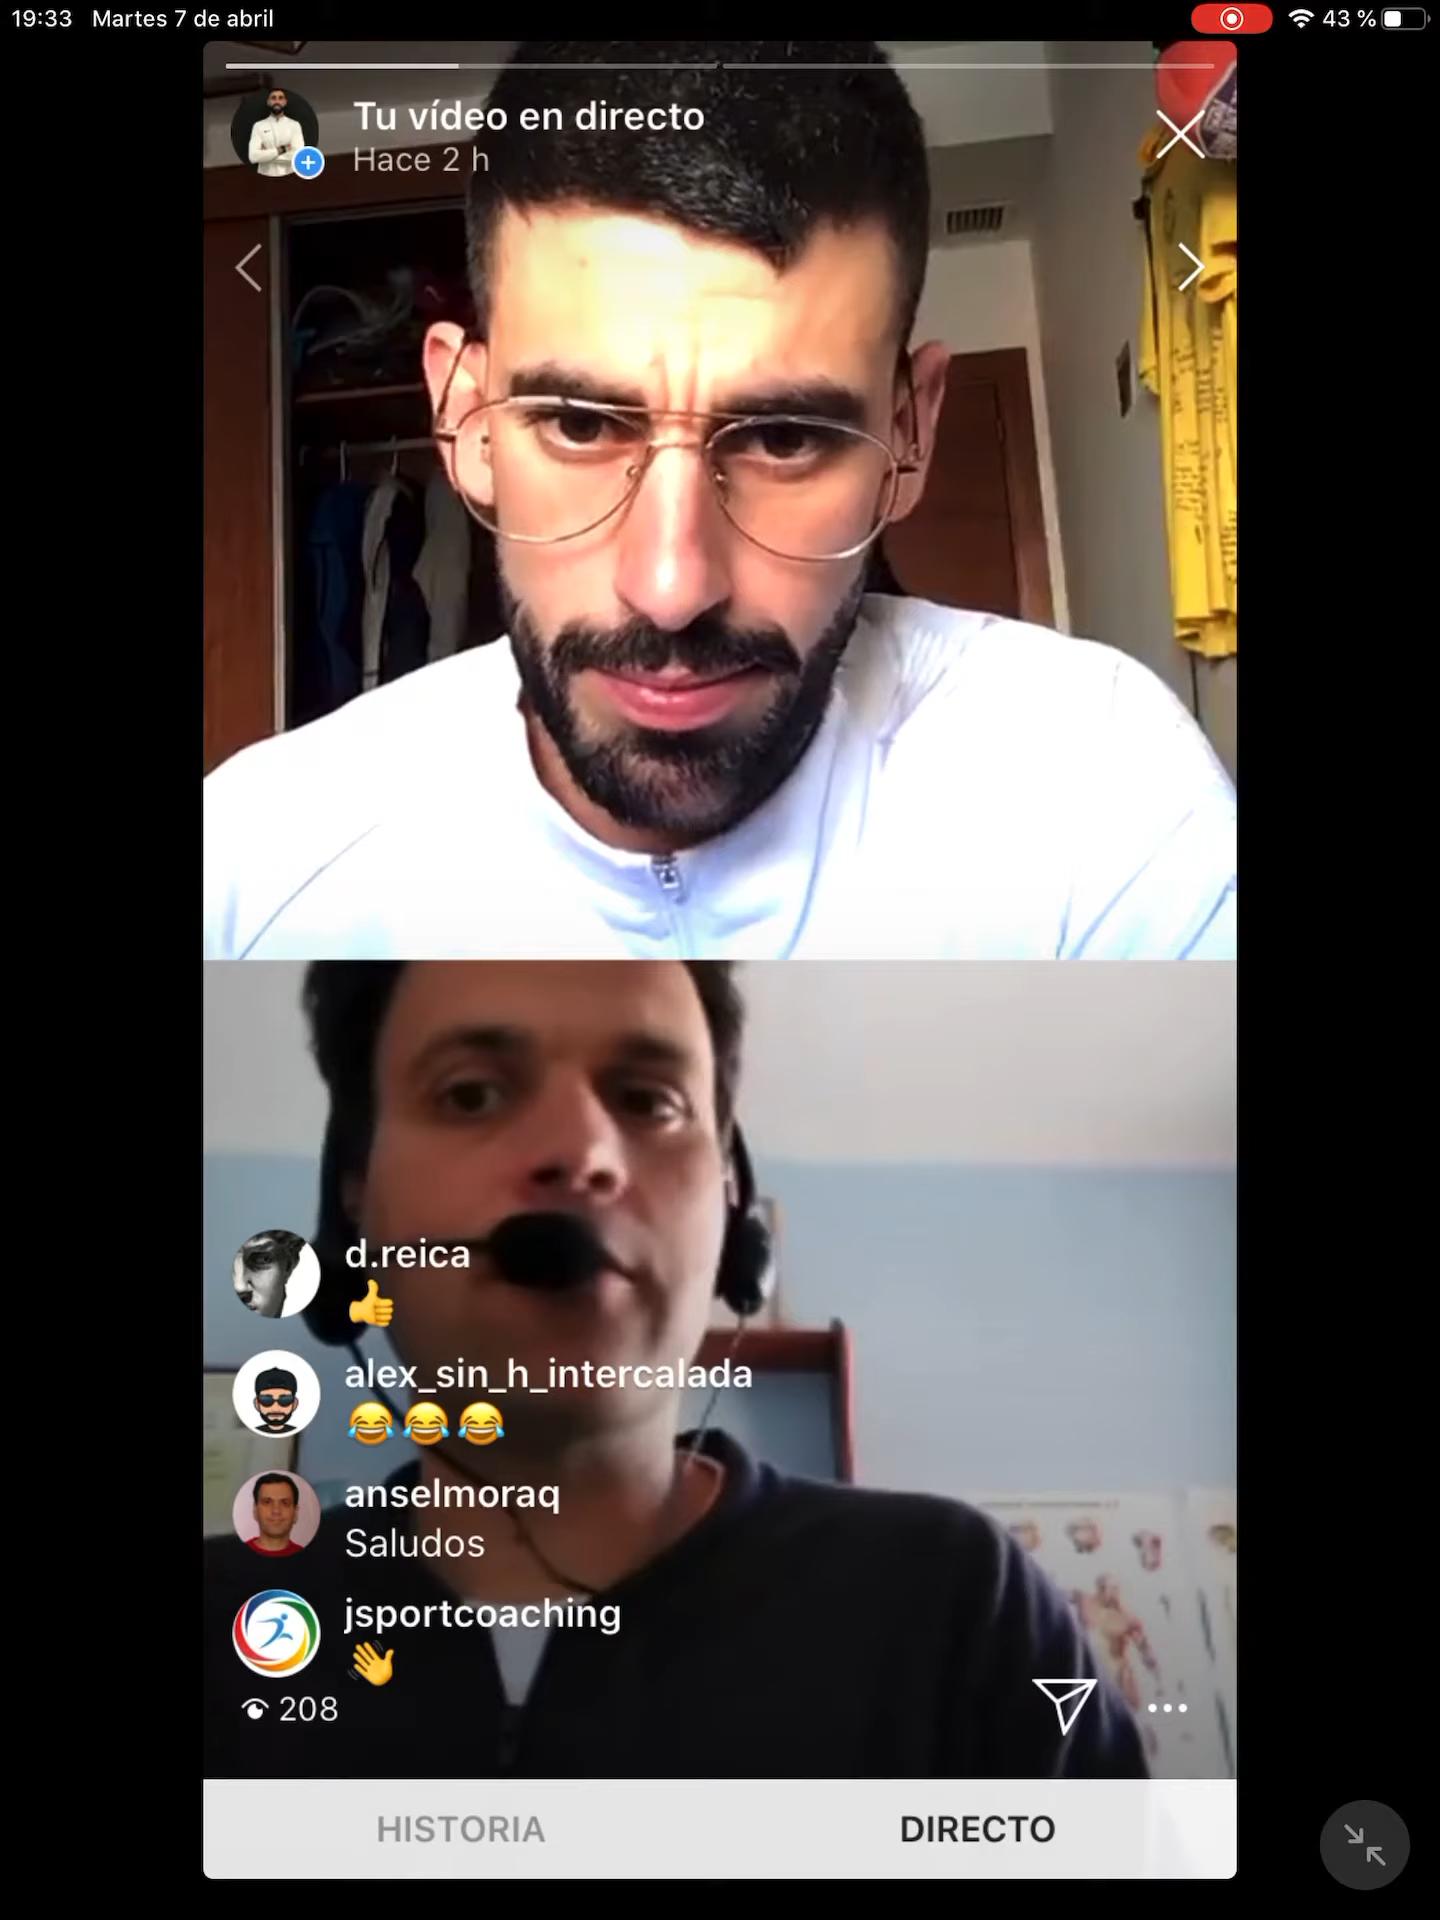 19:33 Martes 7 de abril
43 %
Tu vídeo en directo
Hace 2 h
d.reica
👍
alex_sin_h_intercalada
😂😂😂
anselmoraq
Saludos
jsportcoaching
👋
208
HISTORIA
DIRECTO